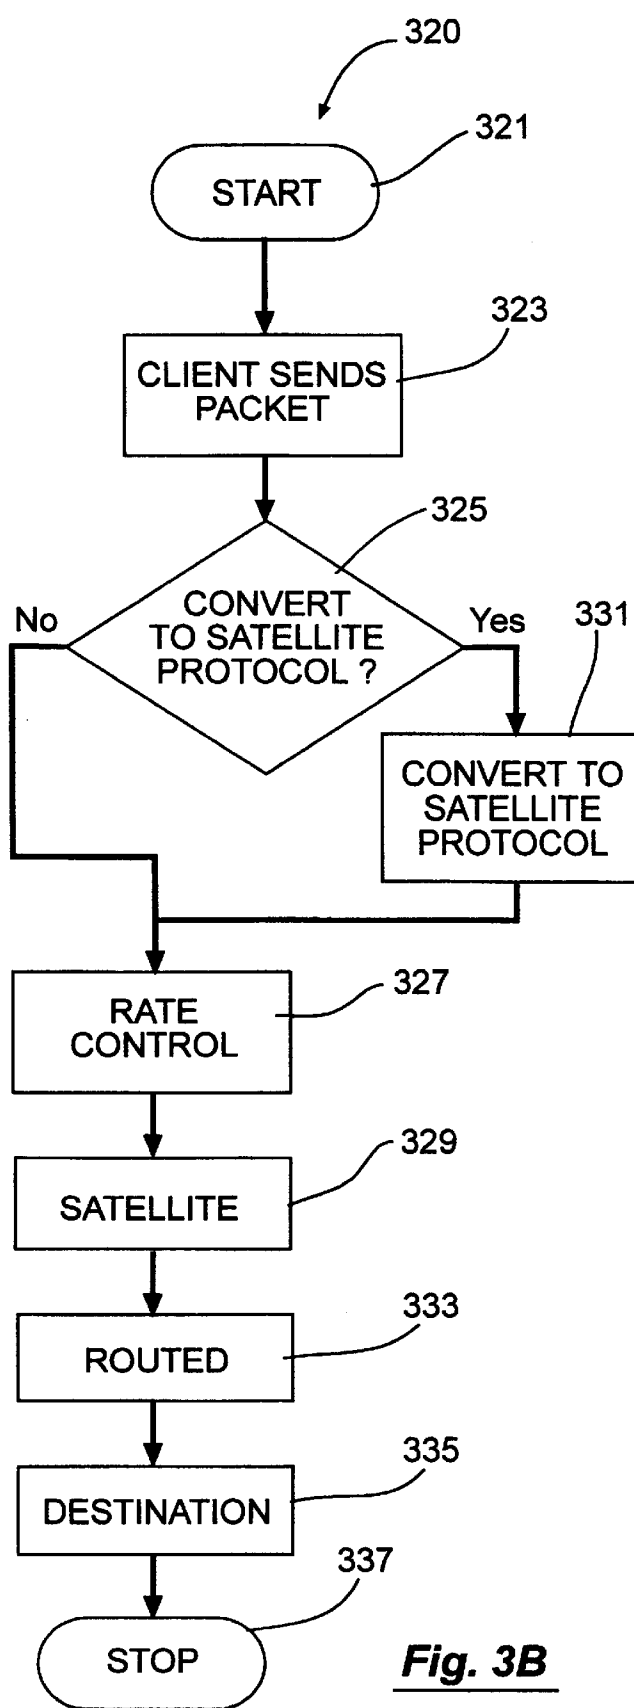 320
321
START
323
CLIENT SENDS
PACKET
325
CONVERT
TO SATELLITE
PROTOCOL ?
No
Yes
331
CONVERT TO
SATELLITE
PROTOCOL
327
RATE
CONTROL
329
SATELLITE
333
ROUTED
335
DESTINATION
337
STOP
Fig. 3B